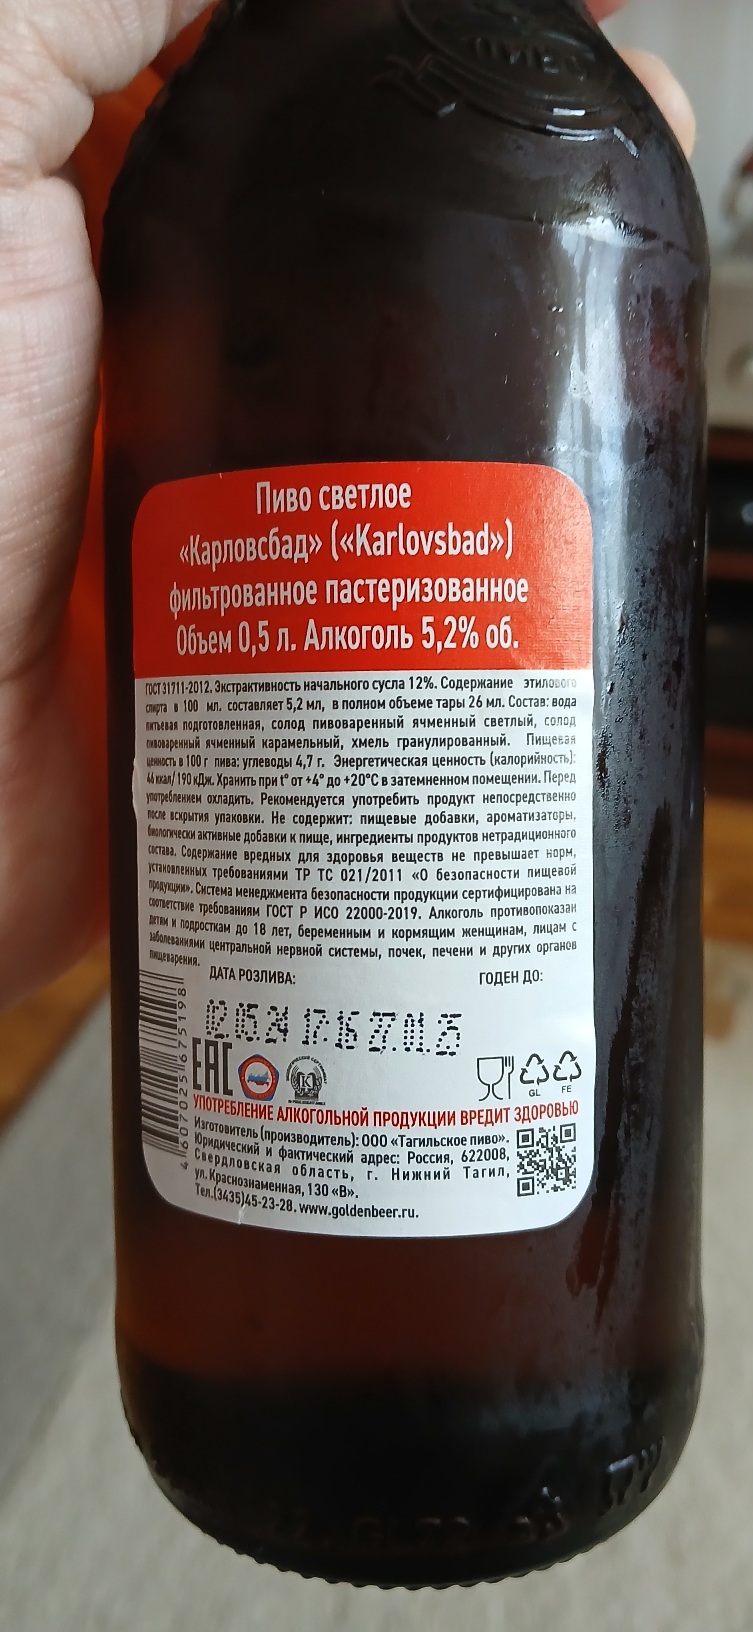 Пиво светлое
«Карловсбад» («Karlovsbad»)
фильтрованное пастеризованное
Объем 0,5 л. Алкоголь 5,2% об.
ГОСТ 31711-2012. Экстрактивность начального сусла 12%. Содержание этилового
спирта в 100 мл. составляет 5,2 мл, в полном объеме тары 26 мл. Состав: вода
питьевая подготовленная, солод пивоваренный ячменный светлый, солод
пивоваренный ячменный карамельный, хмель гранулированный. Пищевая
ценность в 100 г пива: углеводы 4,7 г. Энергетическая ценность (калорийность):
44 ккал/ 190 кДж. Хранить при t° от +4° до +20°С в затемненном помещении. Перед
употреблением охладить. Рекомендуется употребить продукт непосредственно
после вскрытия упаковки. Не содержит: пищевые добавки, ароматизаторы,
биологически активные добавки к пище, ингредиенты продуктов нетрадиционного
состава. Содержание вредных для здоровья веществ не превышает норм,
установленных требованиями ТР ТС 021/2011 «О безопасности пищевой
продукции». Система менеджмента безопасности продукции сертифицирована на
соответствие требованиям ГОСТ Р ИСО 22000-2019. Алкоголь противопоказан
детям и подросткам до 18 лет, беременным и кормящим женщинам, лицам с
заболеваниями центральной нервной системы, почек, печени и других органов
пищеварения.
ДАТА РОЗЛИВА: ГОДЕН ДО:
02.05.24 17:16 27.01.25
4 607025 675198
EAC
GL FE
УПОТРЕБЛЕНИЕ АЛКОГОЛЬНОЙ ПРОДУКЦИИ ВРЕДИТ ЗДОРОВЬЮ
Изготовитель (производитель): ООО «Тагильское пиво».
Юридический и фактический адрес: Россия, 622008,
Свердловская область, г. Нижний Тагил,
ул. Краснознаменная, 130 «В».
Тел.(3435)45-23-28. www.goldenbeer.ru.